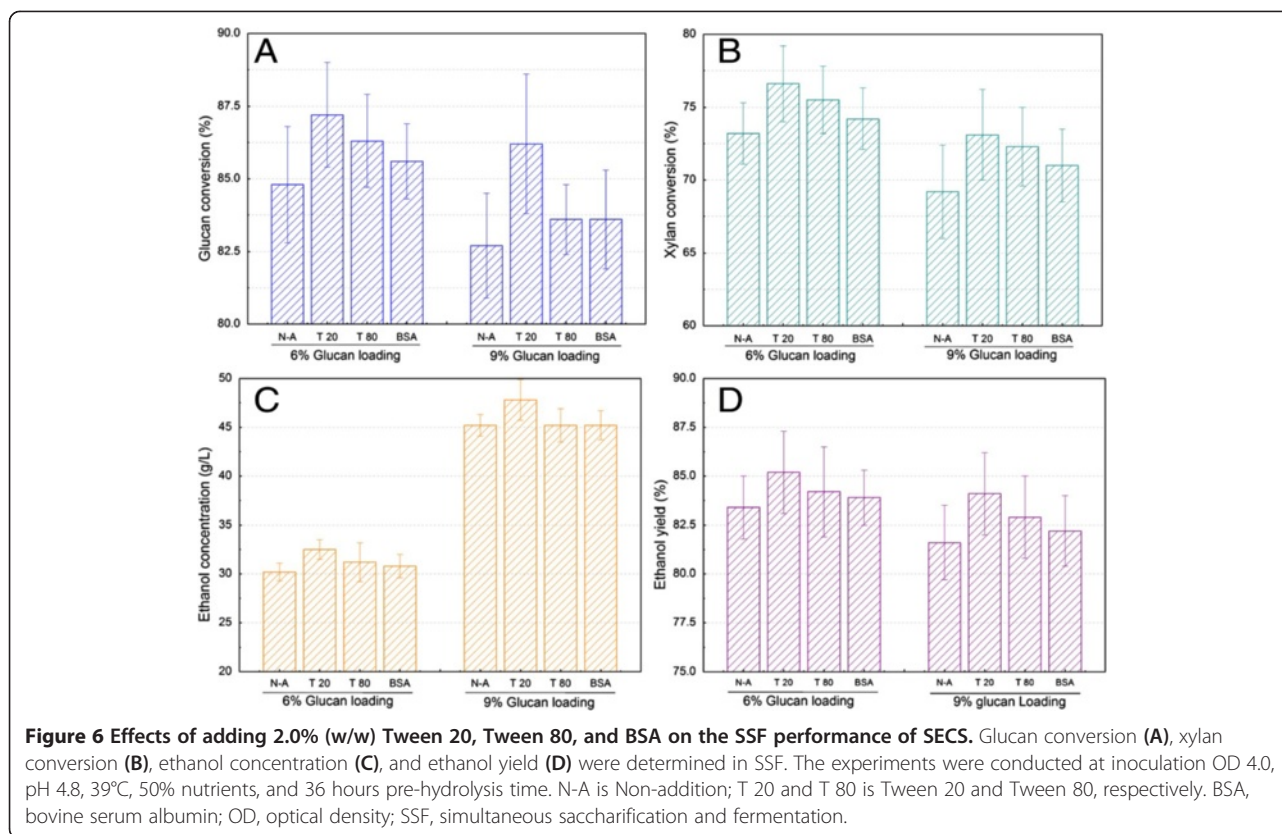 A
90.0
87.5
85.0
82.5
80.0
Glucan conversion (%)
N-A T 20 T 80 BSA N-A T 20 T 80 BSA
6% Glucan loading 9% Glucan loading
B
80
75
70
65
60
Xylan conversion (%)
N-A T 20 T 80 BSA N-A T 20 T 80 BSA
6% Glucan loading 9% Glucan loading
C
50
45
40
35
30
25
20
Ethanol concentration (g/L)
N-A T 20 T 80 BSA N-A T 20 T 80 BSA
6% Glucan loading 9% Glucan loading
D
90.0
87.5
85.0
82.5
80.0
77.5
75.0
Ethanol yield (%)
N-A T 20 T 80 BSA N-A T 20 T 80 BSA
6% Glucan loading 9% glucan Loading
Figure 6 Effects of adding 2.0% (w/w) Tween 20, Tween 80, and BSA on the SSF performance of SECS. Glucan conversion (A), xylan
conversion (B), ethanol concentration (C), and ethanol yield (D) were determined in SSF. The experiments were conducted at inoculation OD 4.0,
pH 4.8, 39°C, 50% nutrients, and 36 hours pre-hydrolysis time. N-A is Non-addition; T 20 and T 80 is Tween 20 and Tween 80, respectively. BSA,
bovine serum albumin; OD, optical density; SSF, simultaneous saccharification and fermentation.